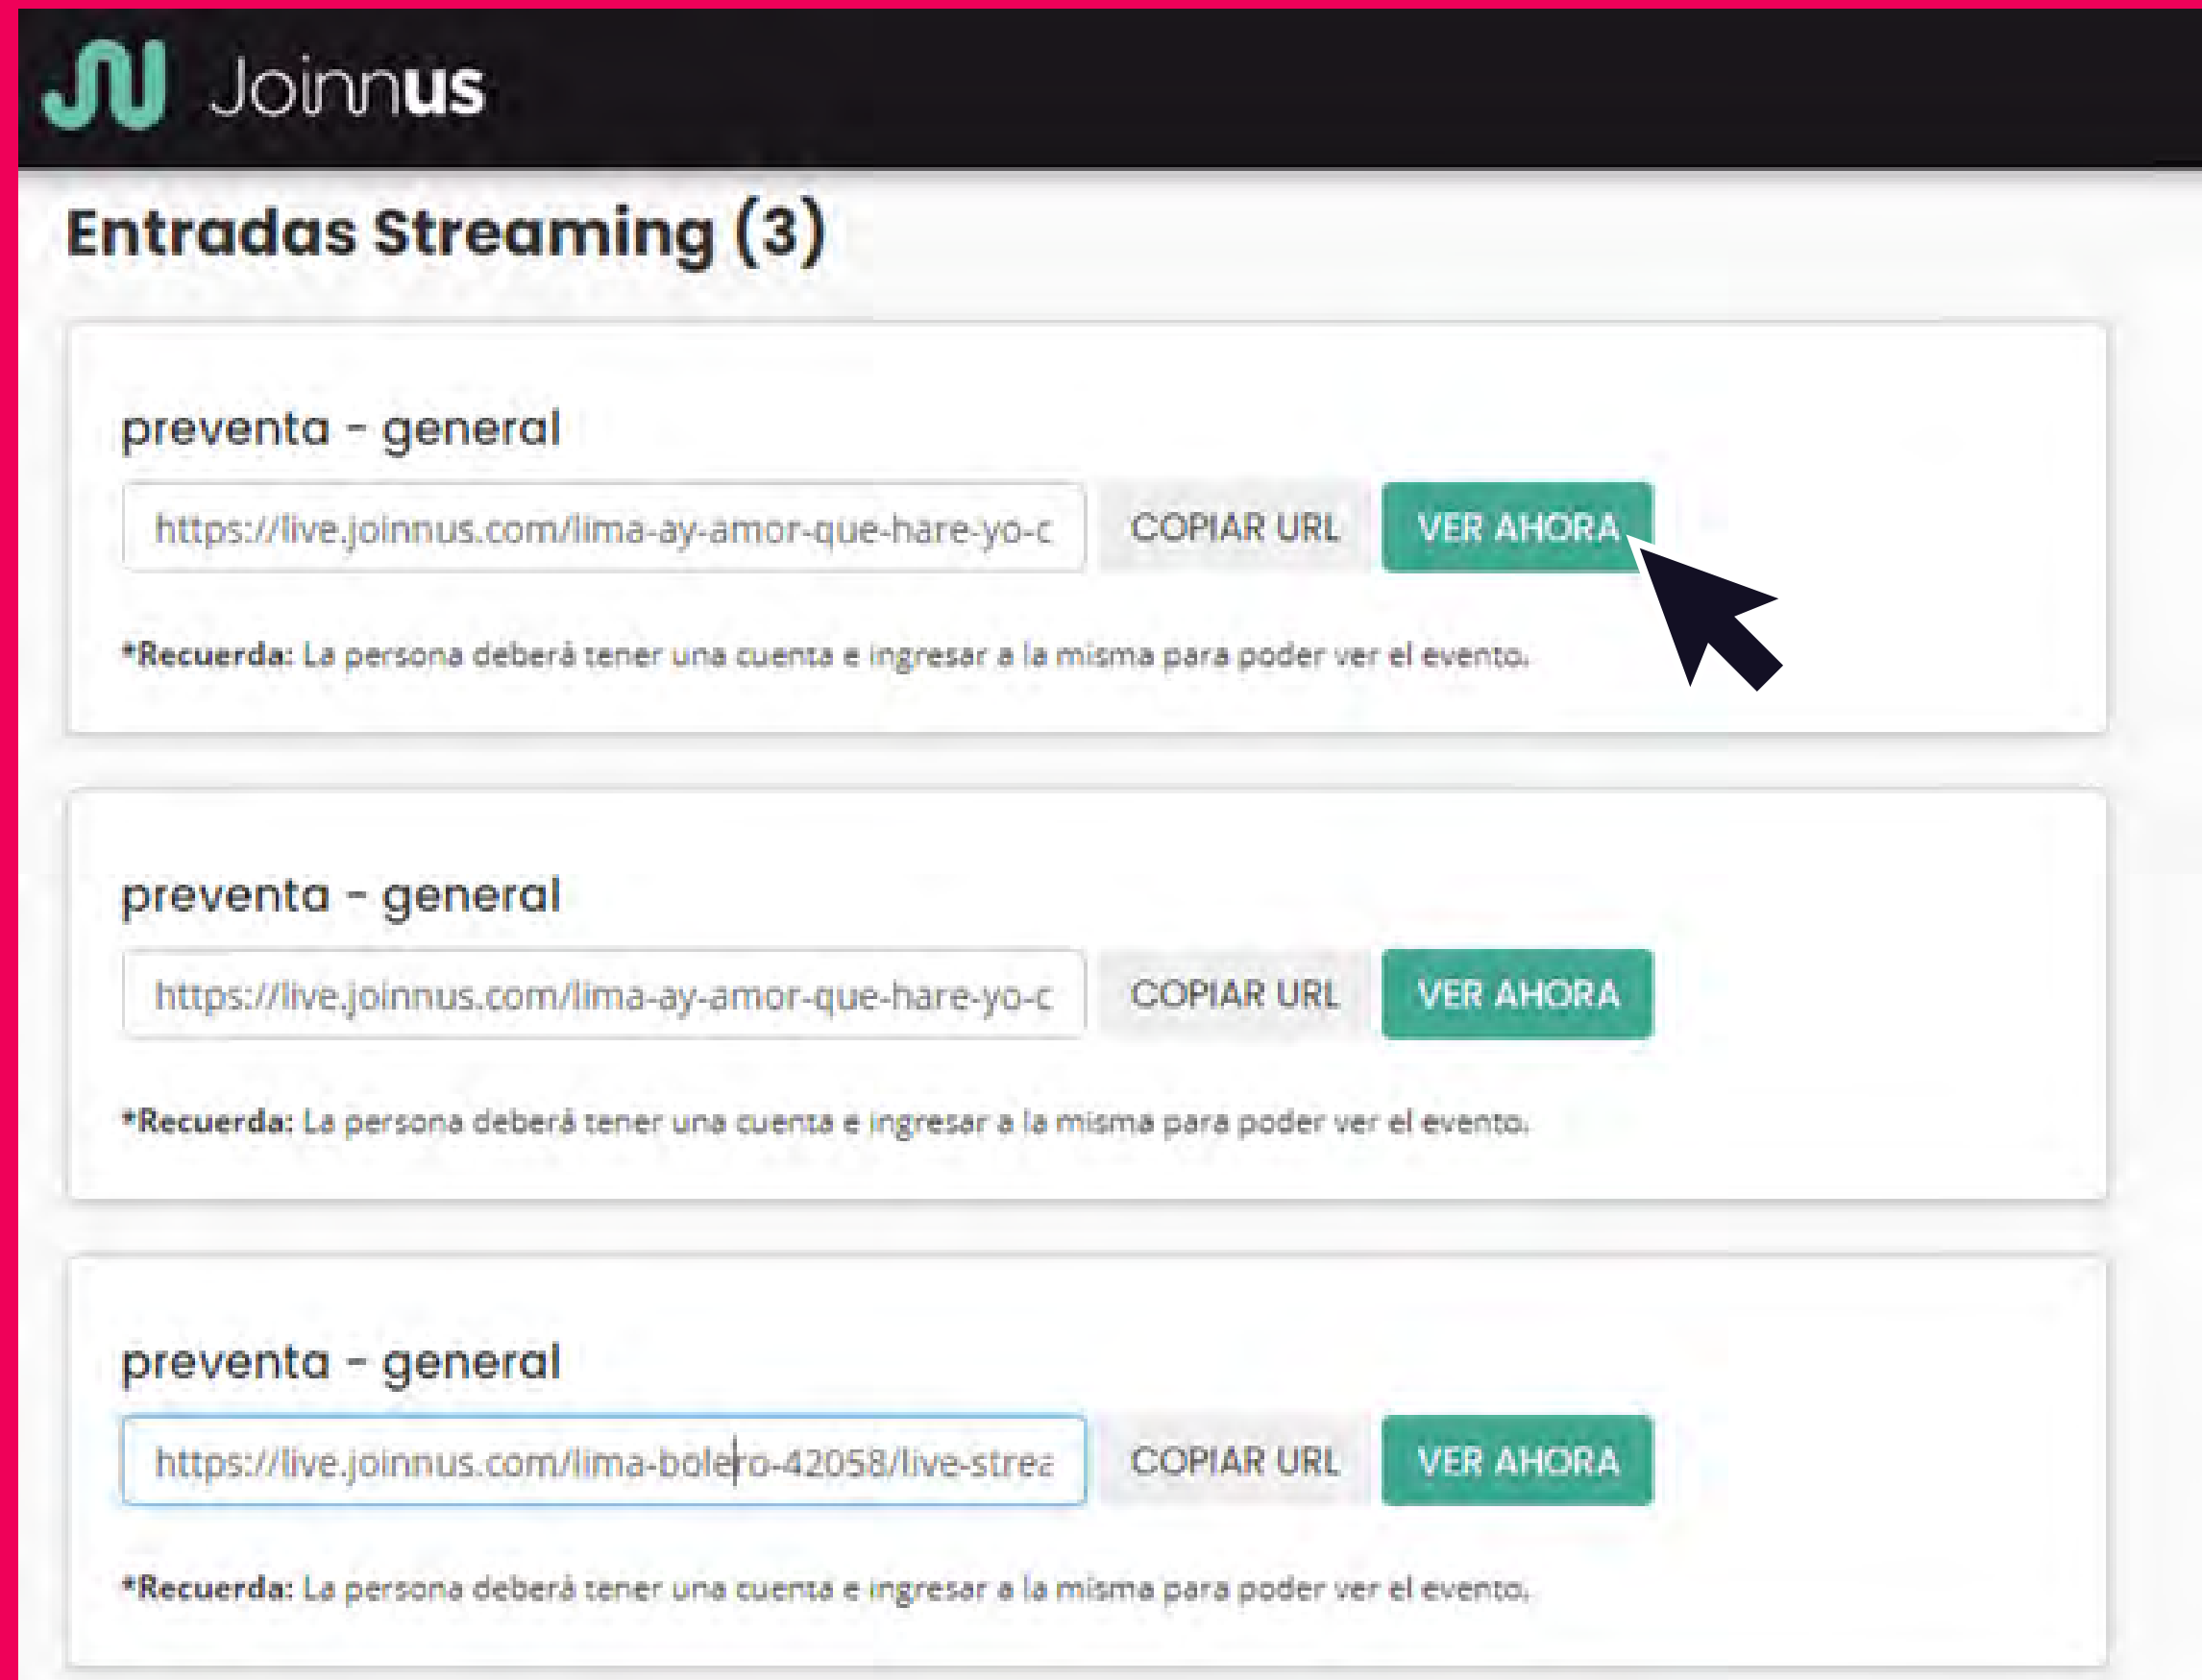 Joinnus
Entradas Streaming (3)
preventa - general
https://live.joinnus.com/lima-ay-amor-que-hare-yo-c COPIAR URL VER AHORA
*Recuerda: La persona deberá tener una cuenta e ingresar a la misma para poder ver el evento.
preventa - general
https://live.joinnus.com/lima-ay-amor-que-hare-yo-c COPIAR URL VER AHORA
*Recuerda: La persona deberá tener una cuenta e ingresar a la misma para poder ver el evento.
preventa - general
https://live.joinnus.com/lima-bolero-42058/live-strea COPIAR URL VER AHORA
*Recuerda: La persona deberá tener una cuenta e ingresar a la misma para poder ver el evento.